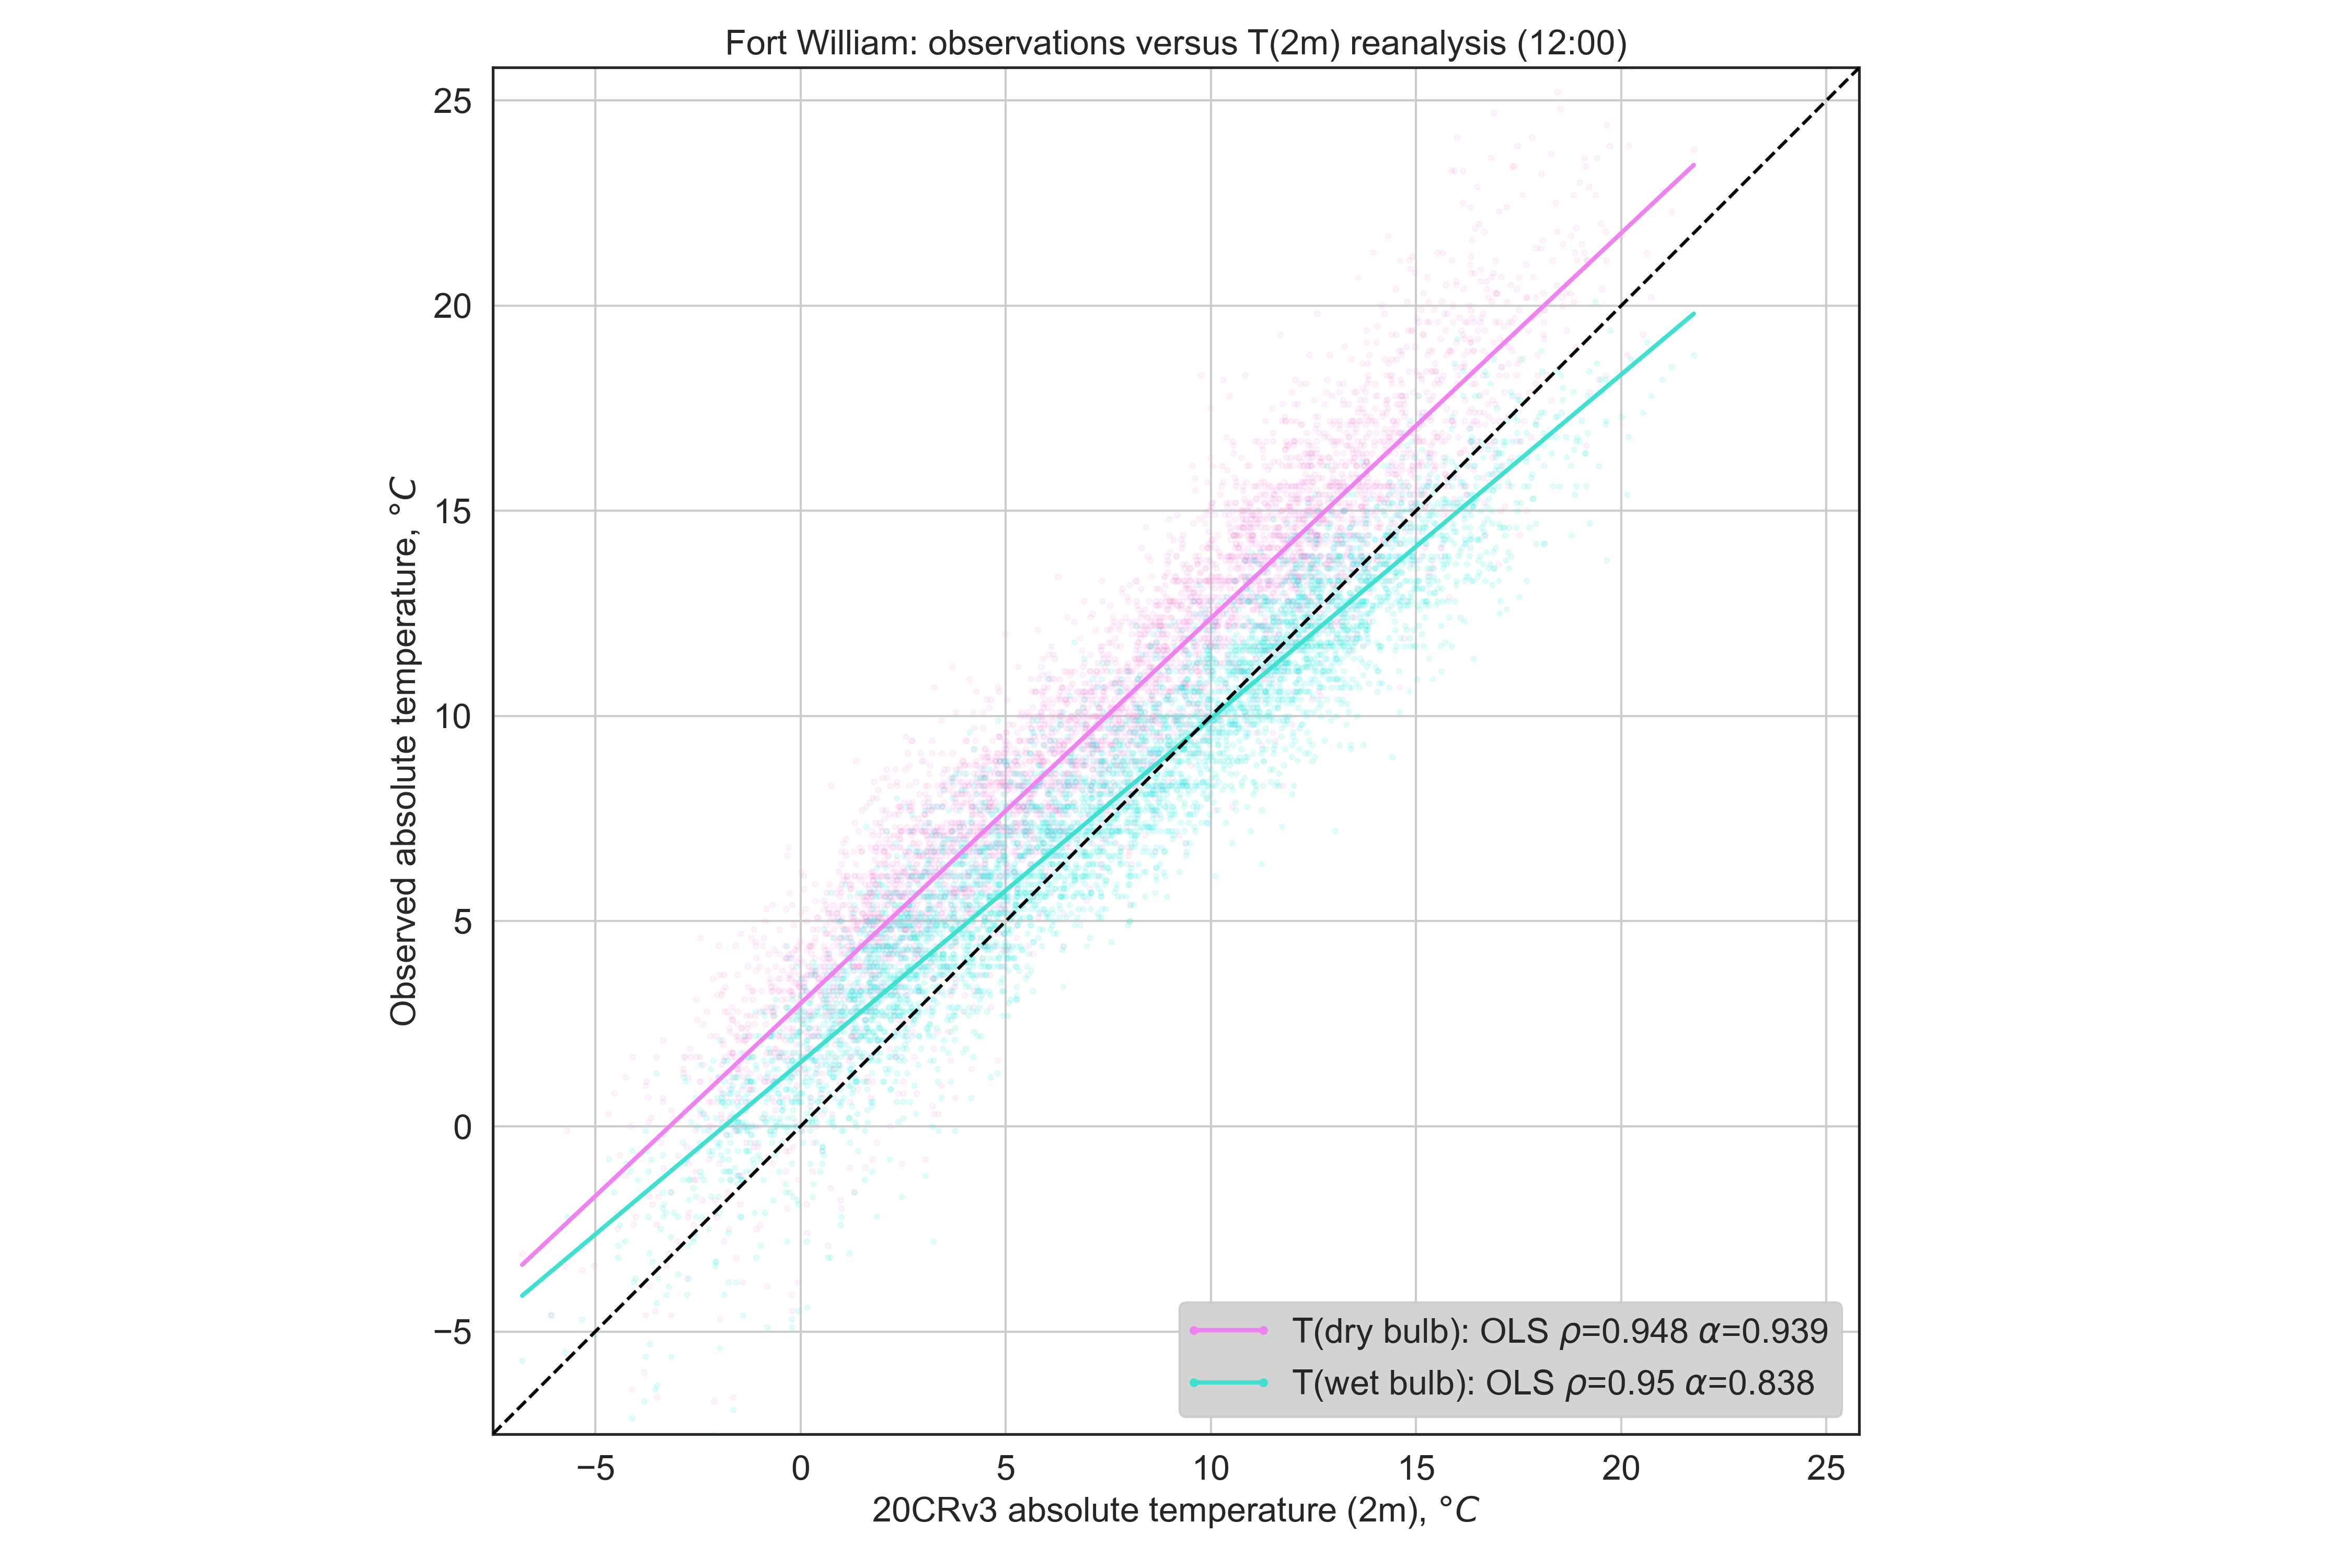 Fort William: observations versus T(2m) reanalysis (12:00)
25
20
15
10
5
0
−5
Observed absolute temperature, °C
T(dry bulb): OLS ρ=0.948 α=0.939
T(wet bulb): OLS ρ=0.95 α=0.838
−5 0 5 10 15 20 25
20CRv3 absolute temperature (2m), °C